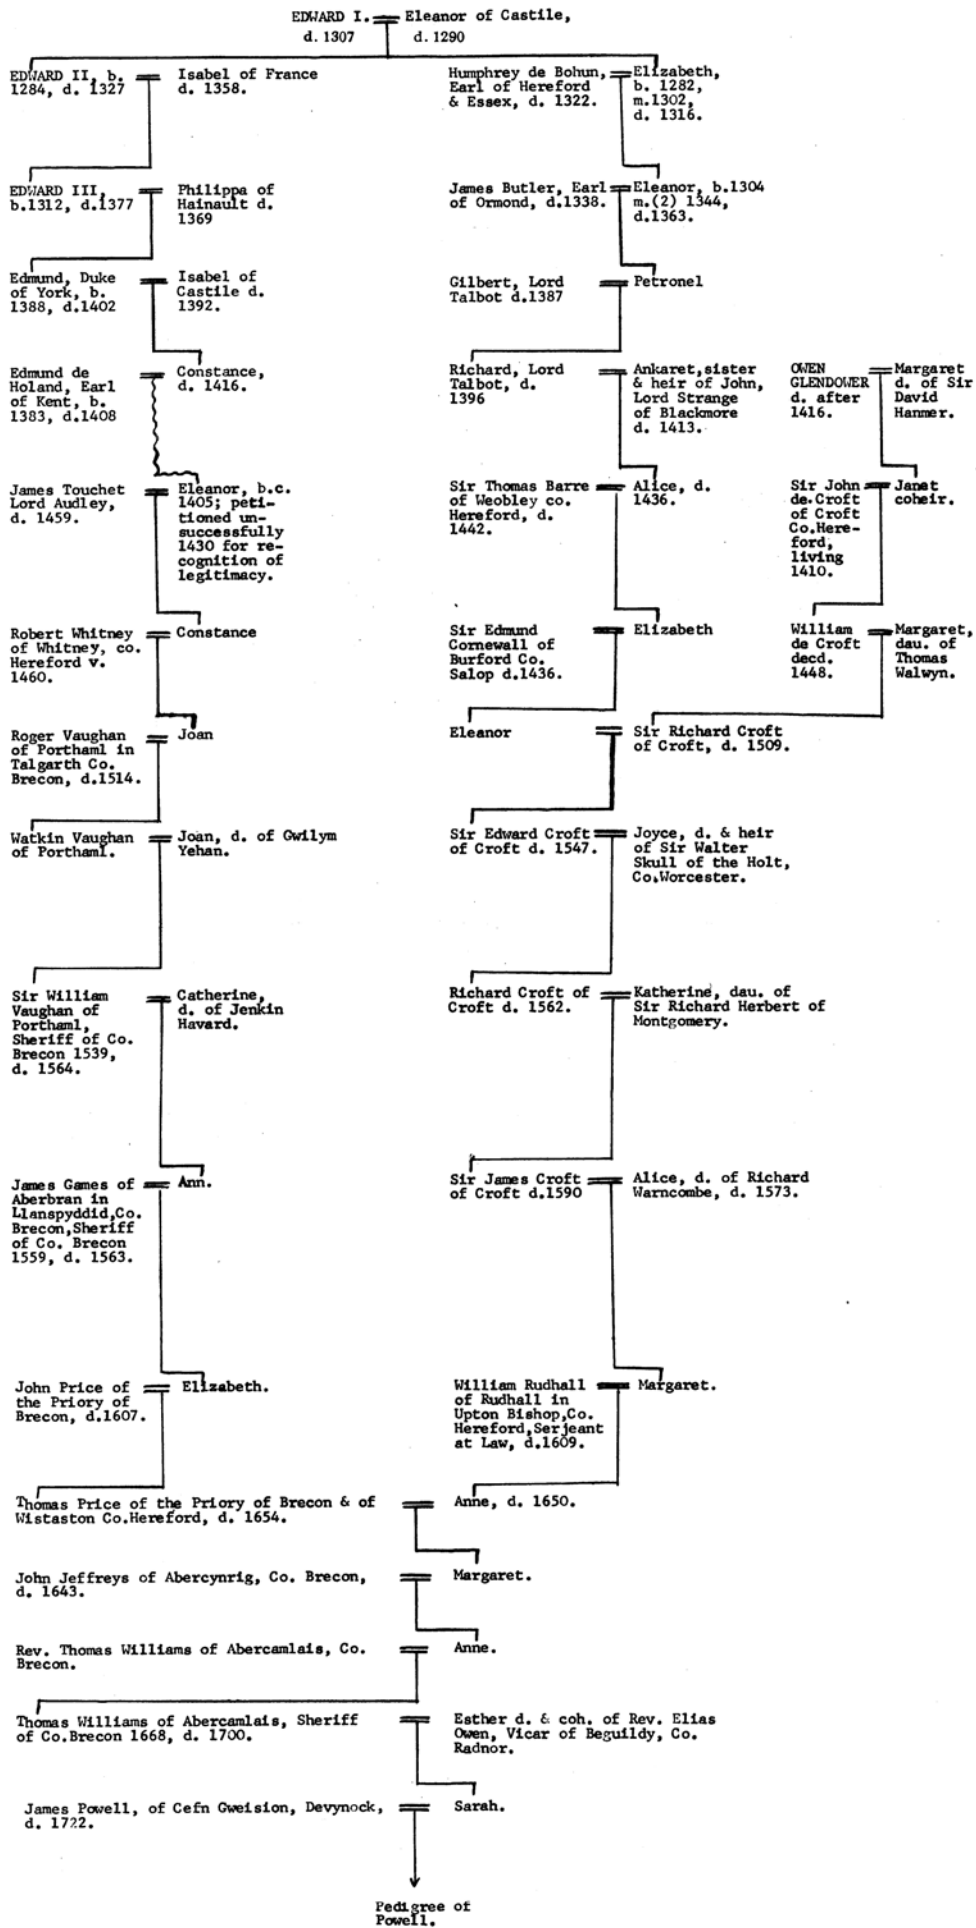 EDWARD I.
d. 1307
Eleanor of Castile,
d. 1290
EDWARD II, b.
1284, d. 1327
Isabel of France
d. 1358.
Humphrey de Bohun,
Earl of Hereford
& Essex, d. 1322.
Elizabeth,
b. 1282,
m.1302,
d. 1316.
EDWARD III,
b.1312, d.1377
Philippa of
Hainault d.
1369
James Butler, Earl
of Ormond, d.1338.
Eleanor, b.1304
m.(2) 1344,
d.1363.
Edmund, Duke
of York, b.
1388, d.1402
Isabel of
Castile d.
1392.
Gilbert, Lord
Talbot d.1387
Petronel
Edmund de
Holand, Earl
of Kent, b.
1383, d.1408
Constance,
d. 1416.
Richard, Lord
Talbot, d.
1396
Ankaret,sister
& heir of John,
Lord Strange
of Blackmore
d. 1413.
OWEN
GLENDOWER
d. after
1416.
Margaret
d. of Sir
David
Hanmer.
James Touchet
Lord Audley,
d. 1459.
Eleanor, b.c.
1405; peti-
tioned un-
successfully
1430 for re-
cognition of
legitimacy.
Sir Thomas Barre
of Weobley co.
Hereford, d.
1442.
Alice, d.
1436.
Sir John
de.Croft
of Croft
Co.Here-
ford,
living
1410.
Janet
coheir.
Robert Whitney
of Whitney, co.
Hereford v.
1460.
Constance
Sir Edmund
Cornewall of
Burford Co.
Salop d.1436.
Elizabeth
William
de Croft
decd.
1448.
Margaret,
dau. of
Thomas
Walwyn.
Roger Vaughan
of Porthaml in
Talgarth Co.
Brecon, d.1514.
Joan
Eleanor
Sir Richard Croft
of Croft, d. 1509.
Watkin Vaughan
of Porthaml.
Joan, d. of Gwilym
Yehan.
Sir Edward Croft
of Croft d. 1547.
Joyce, d. & heir
of Sir Walter
Skull of the Holt,
Co.Worcester.
Sir William
Vaughan of
Porthaml,
Sheriff of Co.
Brecon 1539,
d. 1564.
Catherine,
d. of Jenkin
Havard.
Richard Croft of
Croft d. 1562.
Katherine, dau. of
Sir Richard Herbert of
Montgomery.
James Games of
Aberbran in
Llanspyddid,Co.
Brecon,Sheriff
of Co. Brecon
1559, d. 1563.
Ann.
Sir James Croft
of Croft d.1590
Alice, d. of Richard
Warncombe, d. 1573.
John Price of
the Priory of
Brecon, d.1607.
Elizabeth.
William Rudhall
of Rudhall in
Upton Bishop,Co.
Hereford,Serjeant
at Law, d.1609.
Margaret.
Thomas Price of the Priory of Brecon & of
Wistaston Co.Hereford, d. 1654.
Anne, d. 1650.
John Jeffreys of Abercynrig, Co. Brecon,
d. 1643.
Margaret.
Rev. Thomas Williams of Abercamlais, Co.
Brecon.
Anne.
Thomas Williams of Abercamlais, Sheriff
of Co.Brecon 1668, d. 1700.
Esther d. & coh. of Rev. Elias
Owen, Vicar of Beguildy, Co.
Radnor.
James Powell, of Cefn Gweision, Devynock,
d. 1722.
Sarah.
Pedigree of
Powell.